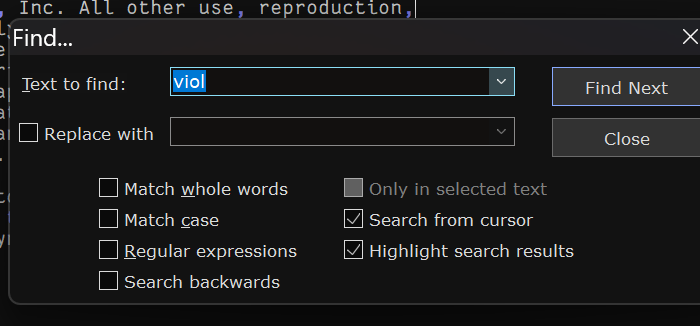 , Inc. All other use, reproduction,
Find...
Text to find: viol
Find Next
Replace with
Close
Match whole words
Only in selected text
Match case
Search from cursor
Regular expressions
Highlight search results
Search backwards